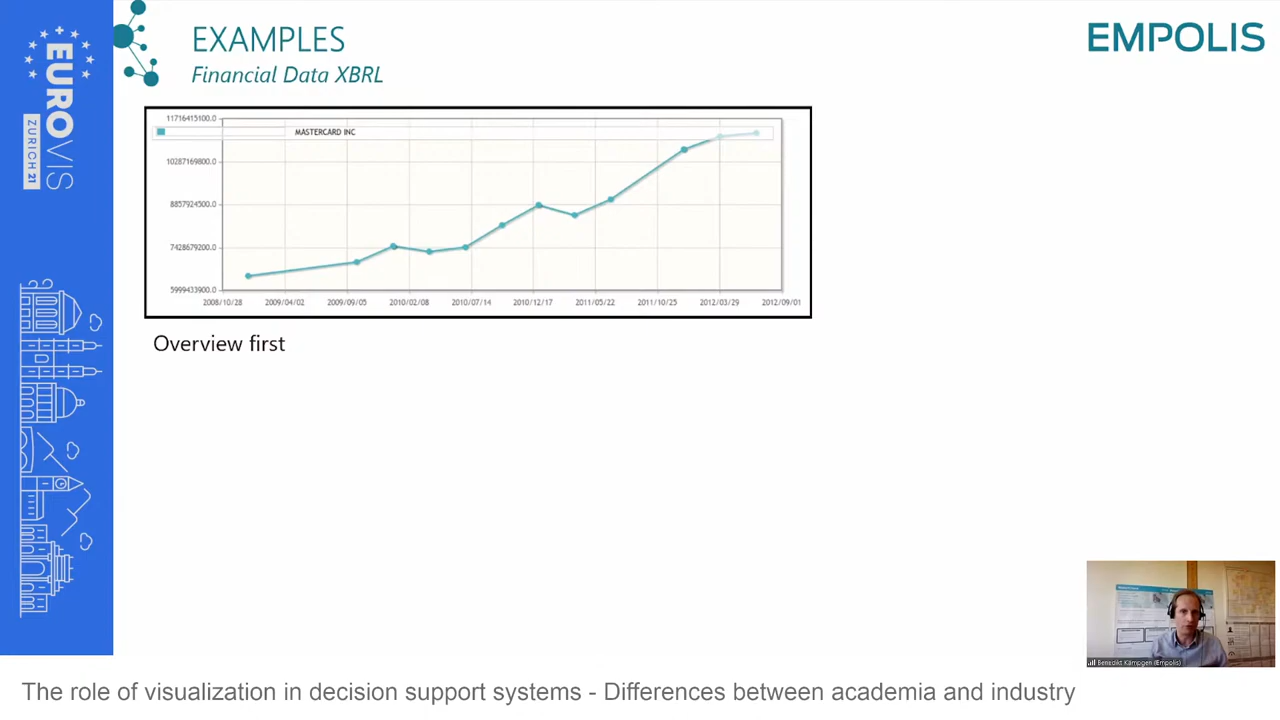 EUROVIS
ZURICH 21
EXAMPLES
Financial Data XBRL
EMPOLIS
MASTERCARD INC
11716415100.0
10287169800.0
8857924500.0
7428679200.0
5999433900.0
2008/10/28 2009/04/02 2009/09/05 2010/02/08 2010/07/14 2010/12/17 2011/05/22 2011/10/25 2012/03/29 2012/09/01
Overview first
Benedikt Kämpgen (Empolis)
The role of visualization in decision support systems - Differences between academia and industry